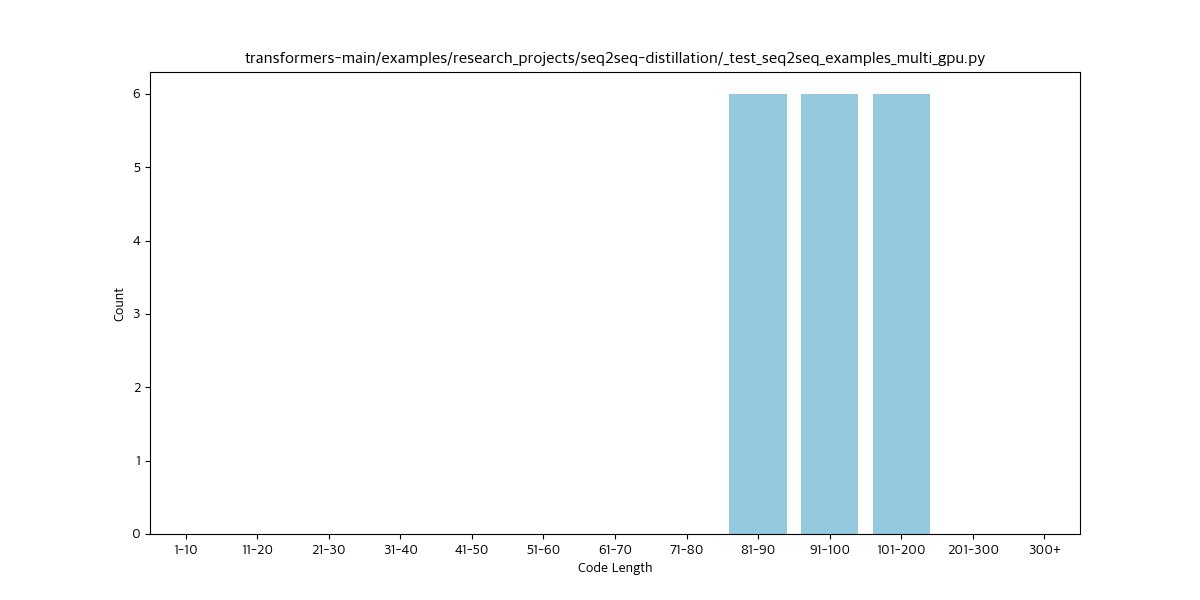 transformers-main/examples/research_projects/seq2seq-distillation/_test_seq2seq_examples_multi_gpu.py
6
5
4
3
2
1
0
Count
1-10 11-20 21-30 31-40 41-50 51-60 61-70 71-80 81-90 91-100 101-200 201-300 300+
Code Length